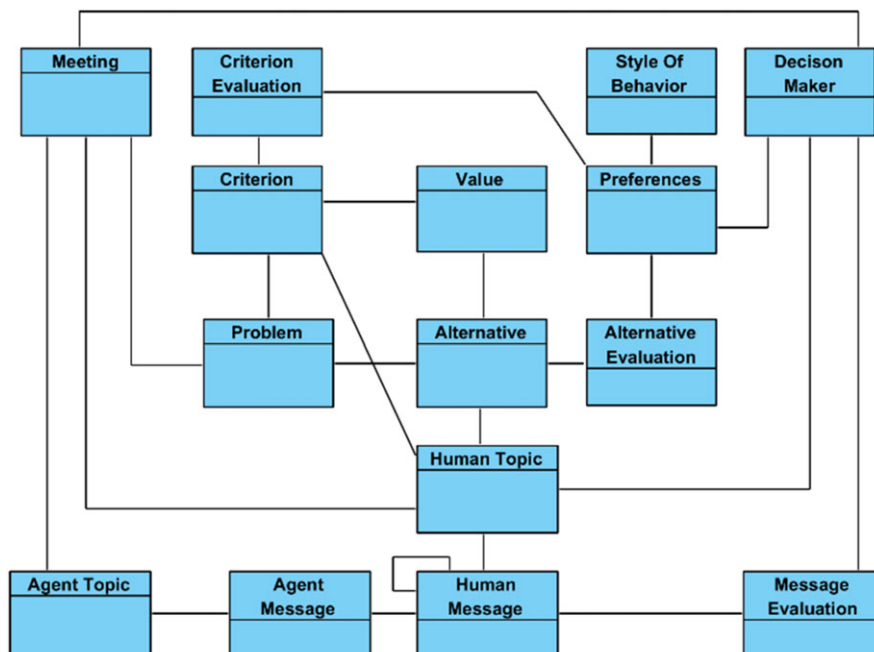 Meeting
Criterion
Evaluation
Style Of
Behavior
Decison
Maker
Criterion
Value
Preferences
Problem
Alternative
Alternative
Evaluation
Human Topic
Agent Topic
Agent
Message
Human
Message
Message
Evaluation